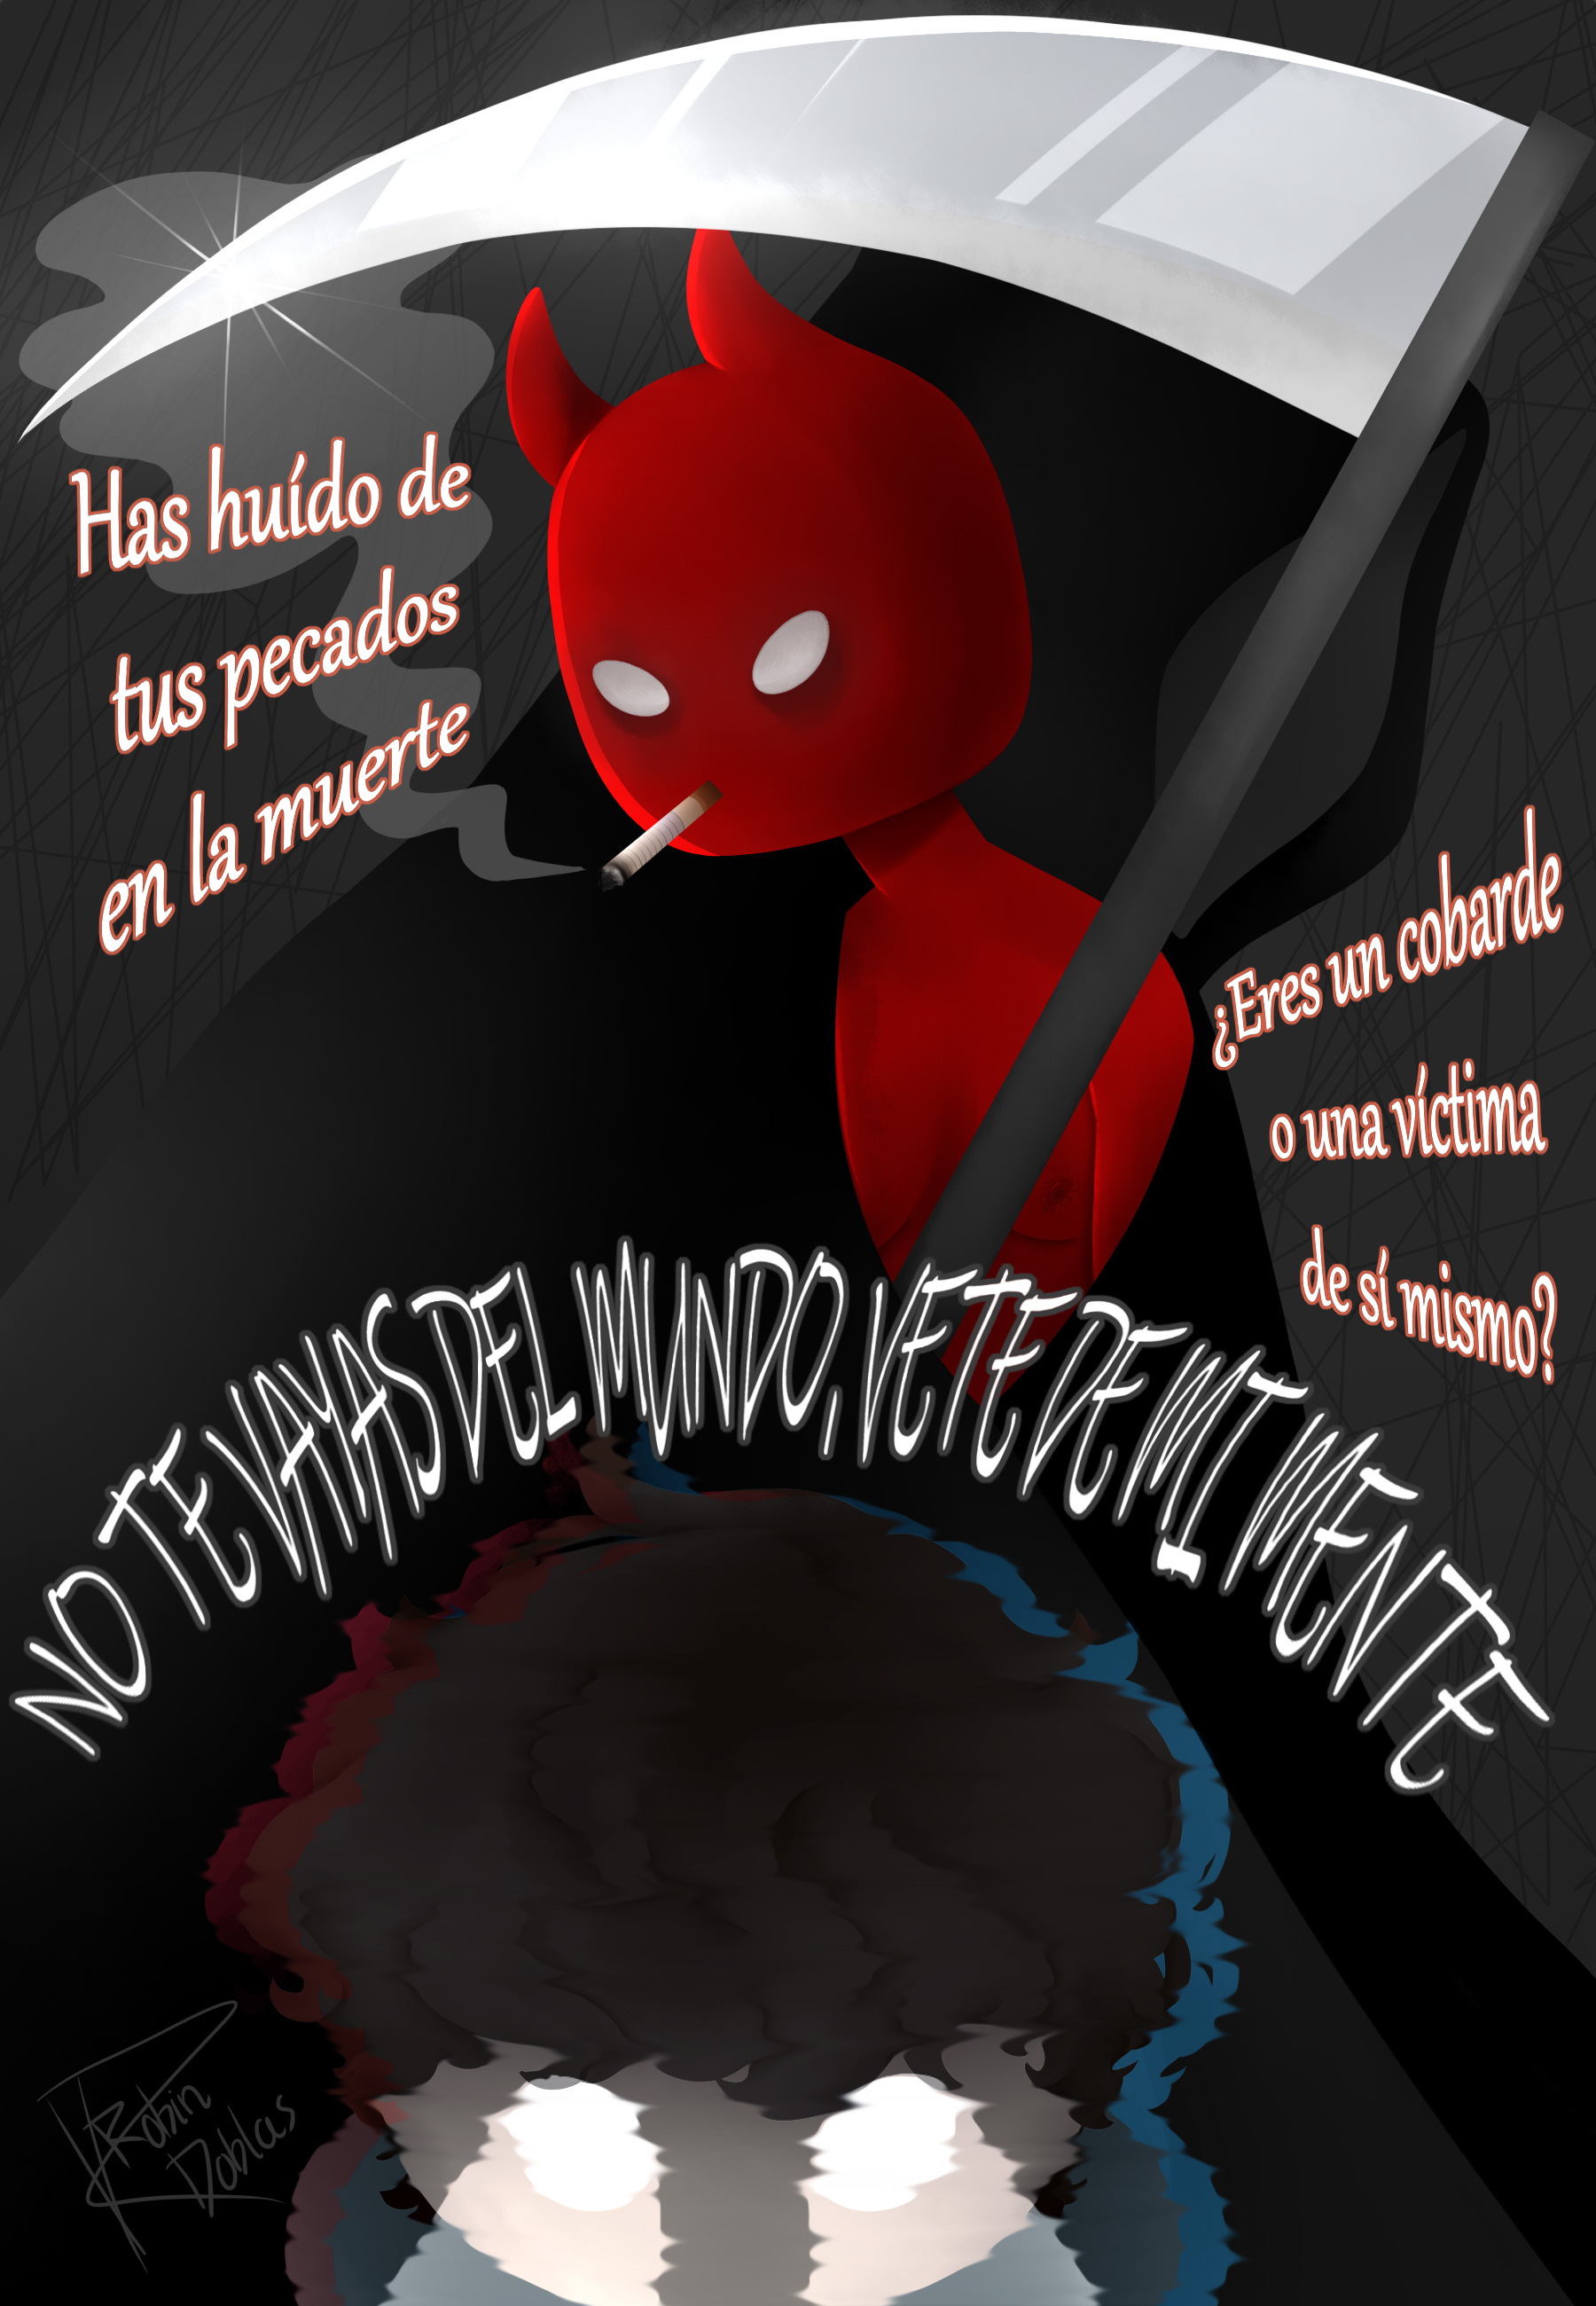 Has huído de
tus pecados
en la muerte
¿Eres un cobarde
o una víctima
de sí mismo?
NO TE VAYAS DEL MUNDO, VETE DE MI MENTE
Robin
Doblas